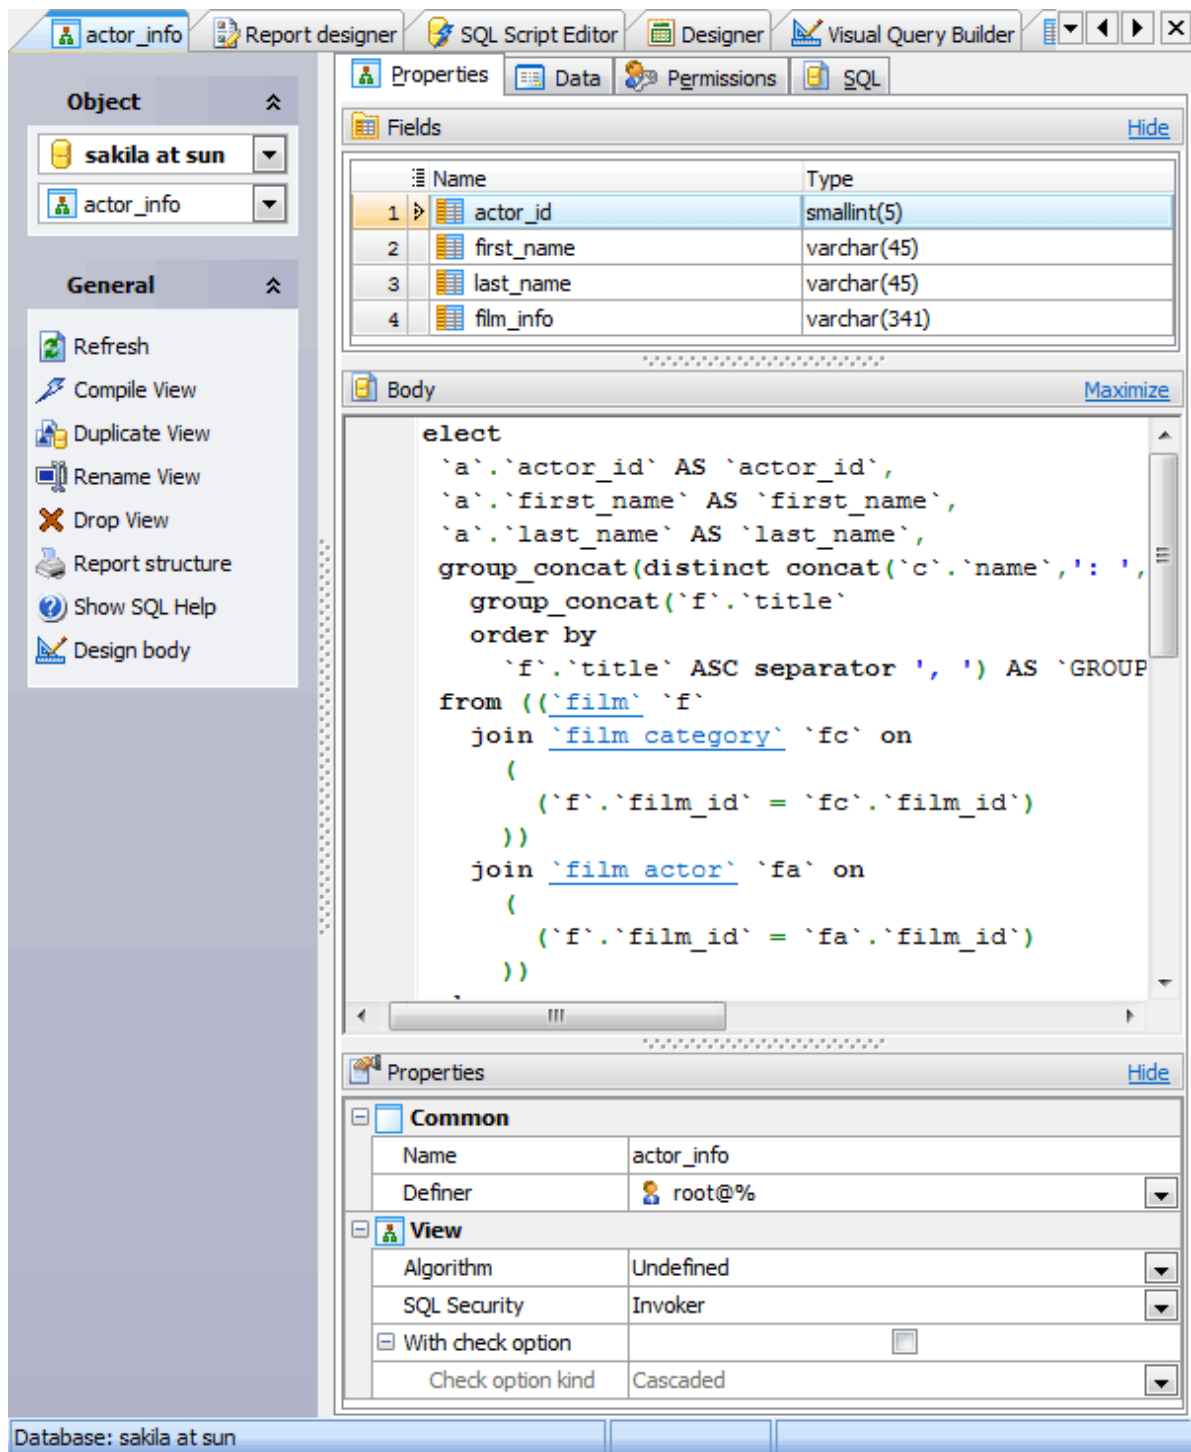 actor_info Report designer SQL Script Editor Designer Visual Query Builder
Object
sakila at sun
actor_info
General
Refresh
Compile View
Duplicate View
Rename View
Drop View
Report structure
Show SQL Help
Design body
Properties Data Permissions SQL
Fields Hide
Name Type
1 actor_id smallint(5)
2 first_name varchar(45)
3 last_name varchar(45)
4 film_info varchar(341)
Body Maximize
elect
`a`.`actor_id` AS `actor_id`,
`a`.`first_name` AS `first_name`,
`a`.`last_name` AS `last_name`,
group_concat(distinct concat(`c`.`name`,': ',
group_concat(`f`.`title`
order by
`f`.`title` ASC separator ', ') AS `GROUP
from ((`film` `f`
join `film_category` `fc` on
(
(`f`.`film_id` = `fc`.`film_id`)
))
join `film_actor` `fa` on
(
(`f`.`film_id` = `fa`.`film_id`)
))
Properties Hide
Common
Name actor_info
Definer root@%
View
Algorithm Undefined
SQL Security Invoker
With check option
Check option kind Cascaded
Database: sakila at sun